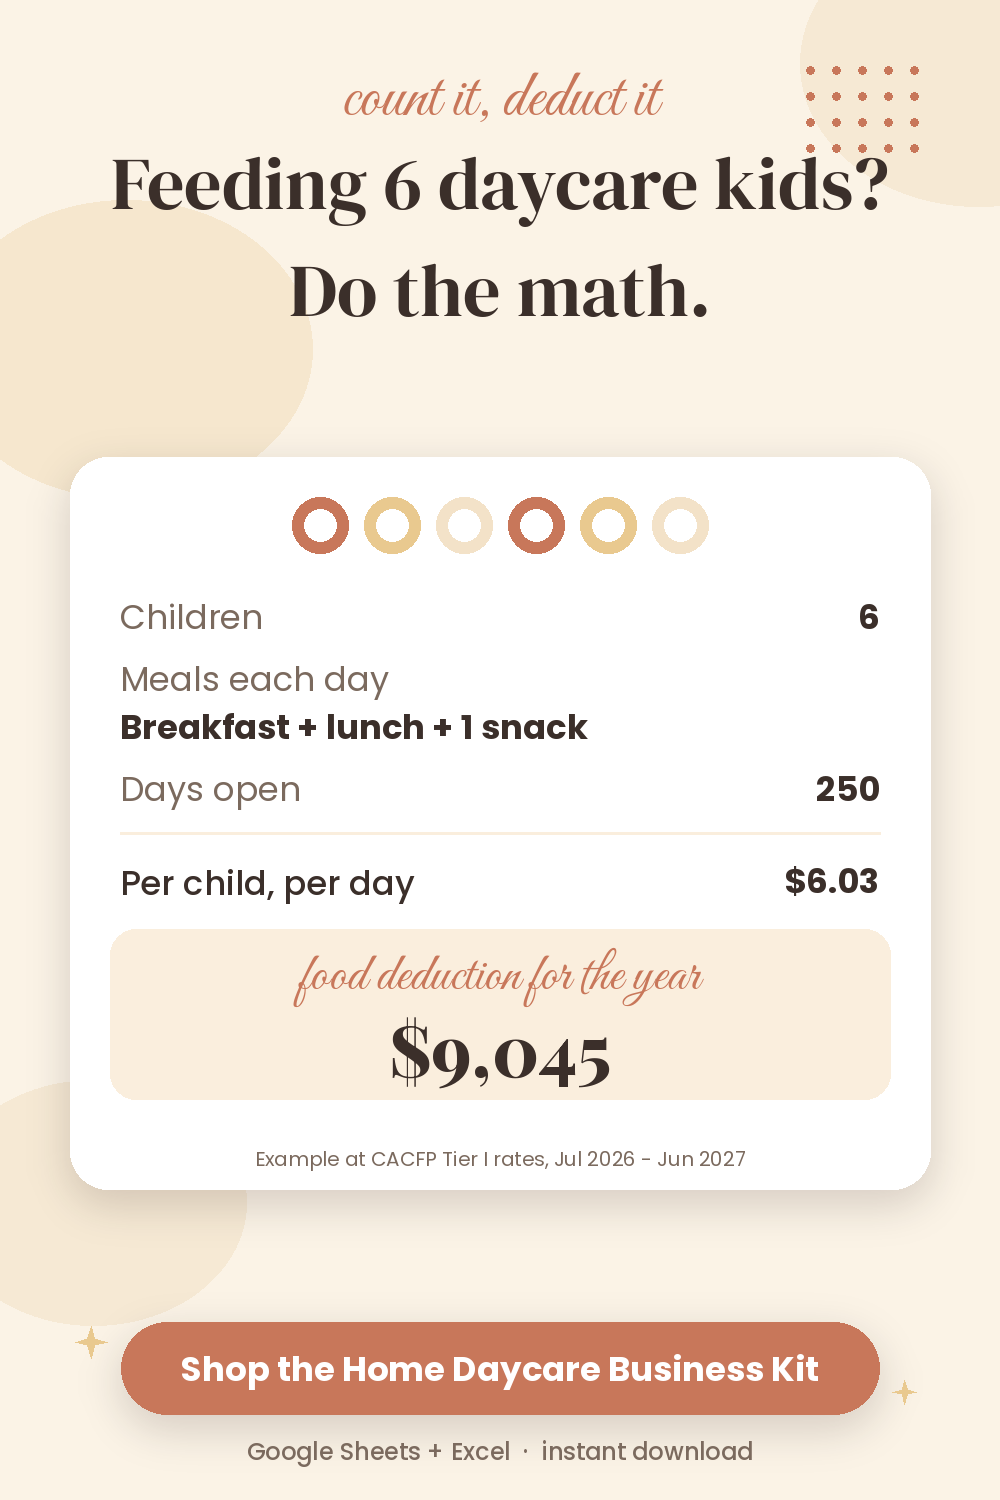 count it, deduct it
Feeding 6 daycare kids?
Do the math.
Children 6
Meals each day
Breakfast + lunch + 1 snack
Days open 250
Per child, per day $6.03
food deduction for the year
$9,045
Example at CACFP Tier I rates, Jul 2026 - Jun 2027
Shop the Home Daycare Business Kit
Google Sheets + Excel · instant download